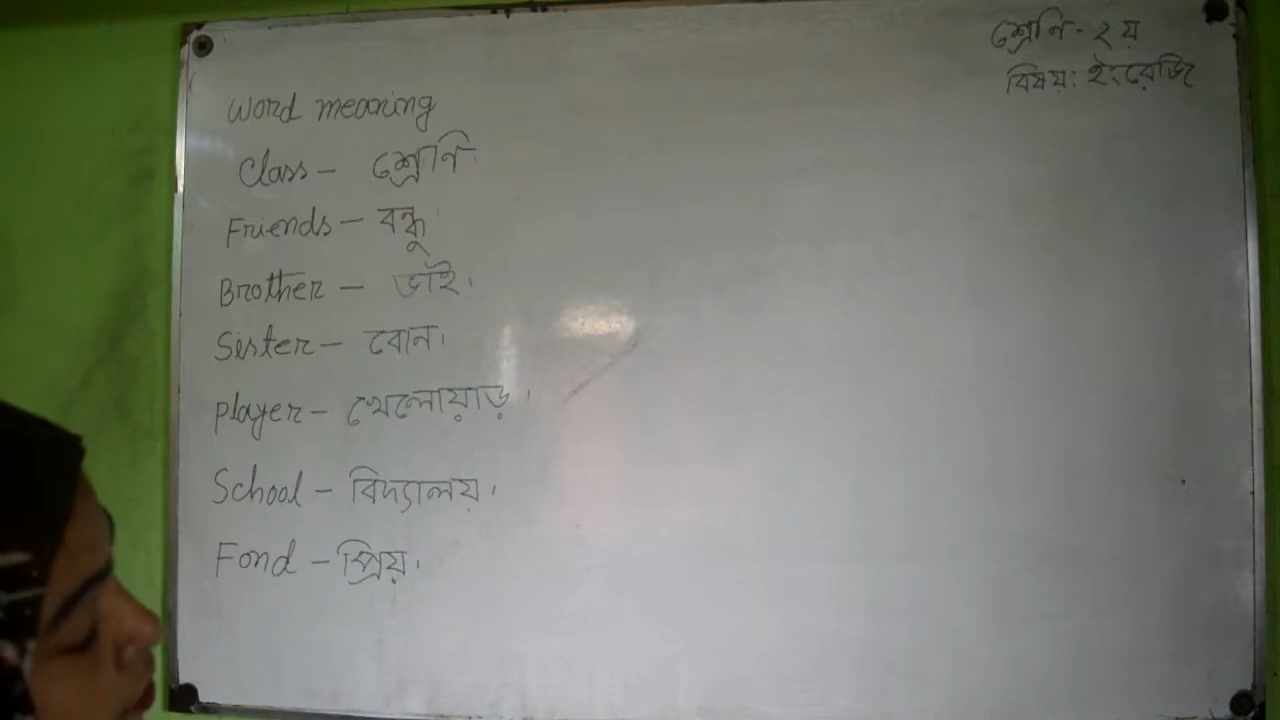 শ্রেণি - ২য়
বিষয়: ইংরেজি
Word meaning
Class - শ্রেণি
Friends - বন্ধু
Brother - ভাই।
Sister - বোন।
Player - খেলোয়াড়।
School - বিদ্যালয়।
Fond - প্রিয়।